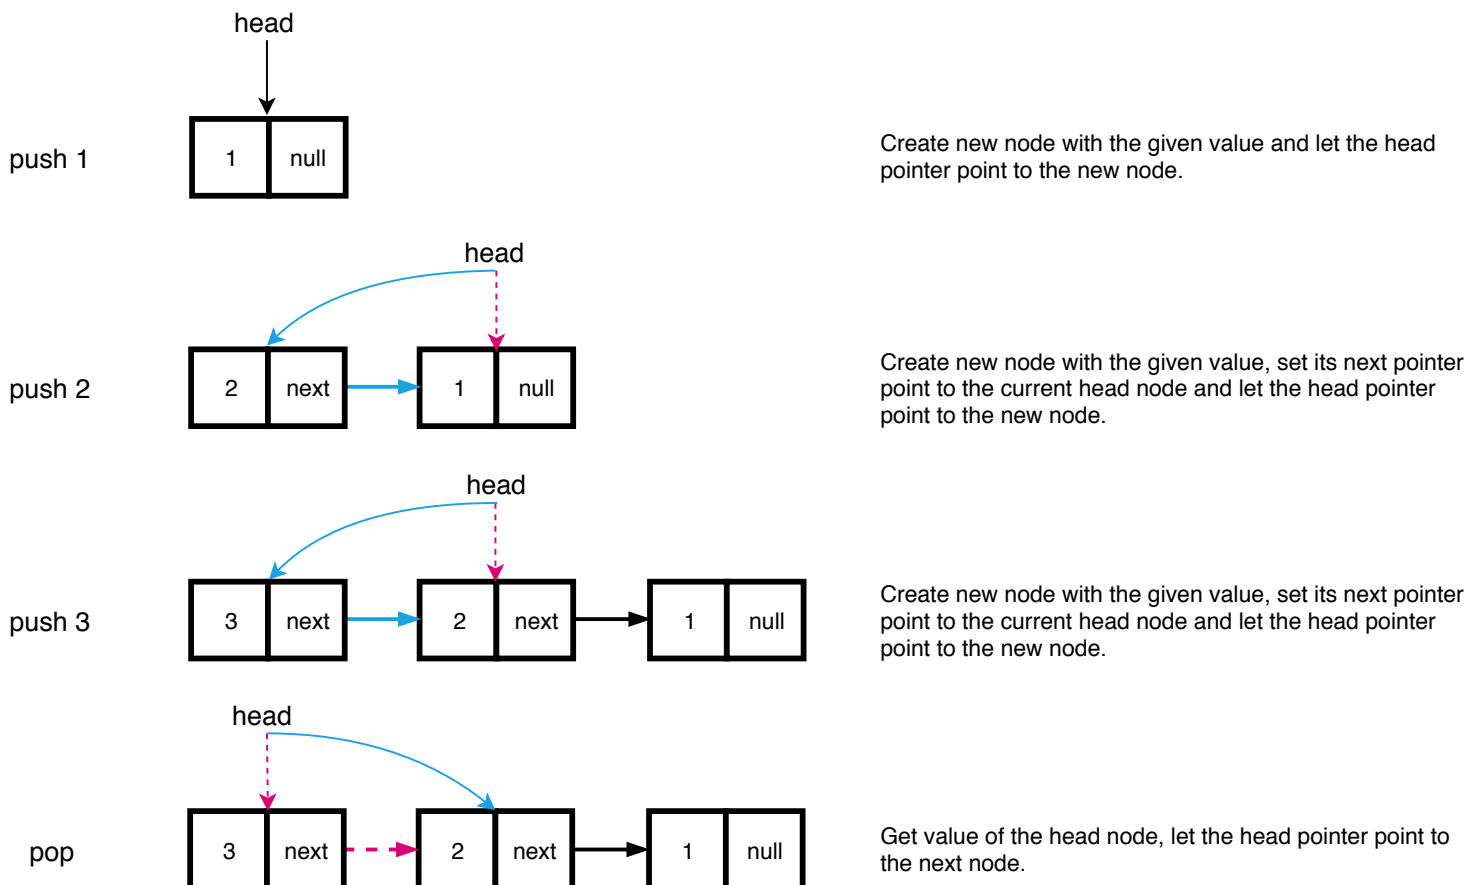 head
push 1
1
null
Create new node with the given value and let the head
pointer point to the new node.
head
push 2
2
next
1
null
Create new node with the given value, set its next pointer
point to the current head node and let the head pointer
point to the new node.
head
push 3
3
next
2
next
1
null
Create new node with the given value, set its next pointer
point to the current head node and let the head pointer
point to the new node.
head
pop
3
next
2
next
1
null
Get value of the head node, let the head pointer point to
the next node.